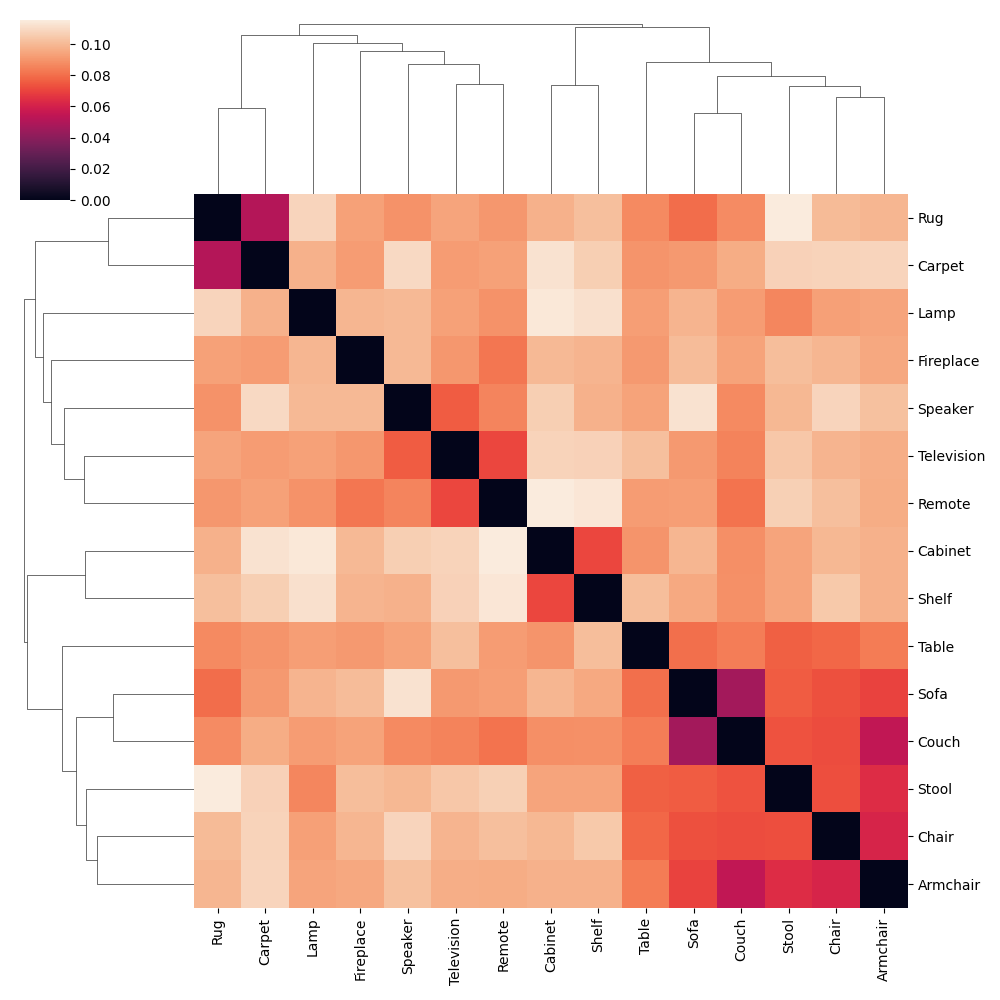 0.10
0.08
0.06
0.04
0.02
0.00
Rug
Carpet
Lamp
Fireplace
Speaker
Television
Remote
Cabinet
Shelf
Table
Sofa
Couch
Stool
Chair
Armchair
Rug
Carpet
Lamp
Fireplace
Speaker
Television
Remote
Cabinet
Shelf
Table
Sofa
Couch
Stool
Chair
Armchair